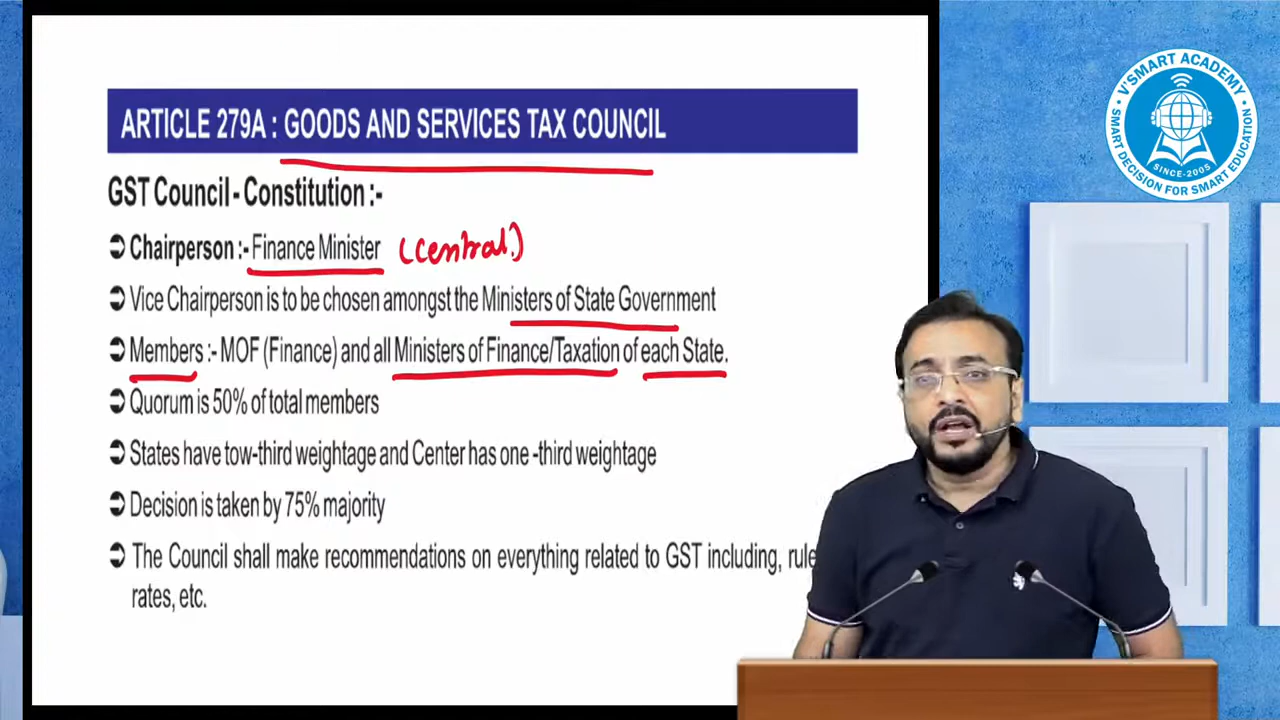 ARTICLE 279A : GOODS AND SERVICES TAX COUNCIL
GST Council - Constitution :-
➲ Chairperson :- Finance Minister (Central.)
➲ Vice Chairperson is to be chosen amongst the Ministers of State Government
➲ Members :- MOF (Finance) and all Ministers of Finance/Taxation of each State.
➲ Quorum is 50% of total members
➲ States have tow-third weightage and Center has one -third weightage
➲ Decision is taken by 75% majority
➲ The Council shall make recommendations on everything related to GST including, rule
rates, etc.
V'SMART ACADEMY
SINCE-2005
SMART DECISION FOR SMART EDUCATION